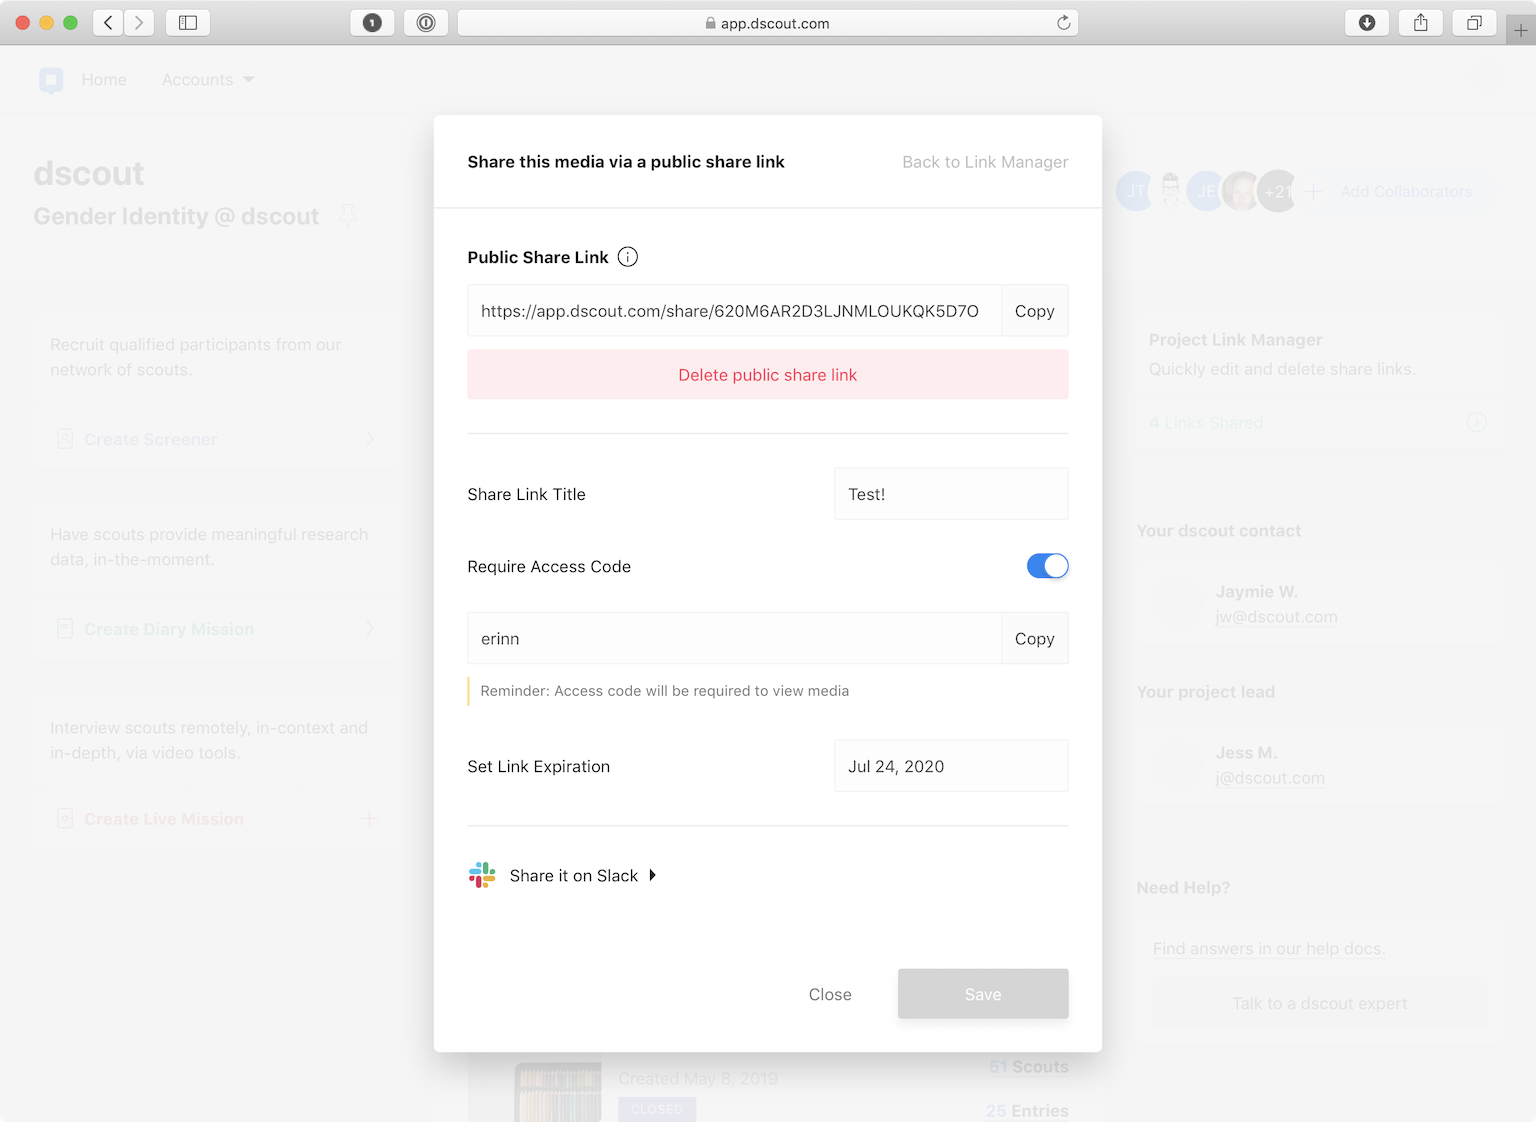 1
app.dscout.com
Home
Accounts
dscout
Gender Identity @ dscout
JT
JE
+21
Add Collaborators
Share this media via a public share link
Back to Link Manager
Public Share Link
https://app.dscout.com/share/620M6AR2D3LJNMLOUKQK5D7O
Copy
Delete public share link
Share Link Title
Test!
Require Access Code
erinn
Copy
Reminder: Access code will be required to view media
Set Link Expiration
Jul 24, 2020
Share it on Slack
Close
Save
Recruit qualified participants from our
network of scouts.
Create Screener
Have scouts provide meaningful research
data, in-the-moment.
Create Diary Mission
Interview scouts remotely, in-context and
in-depth, via video tools.
Create Live Mission
Project Link Manager
Quickly edit and delete share links.
4 Links Shared
Your dscout contact
Jaymie W.
jw@dscout.com
Your project lead
Jess M.
j@dscout.com
Need Help?
Find answers in our help docs.
Talk to a dscout expert
Created May 8, 2019
CLOSED
51 Scouts
25 Entries